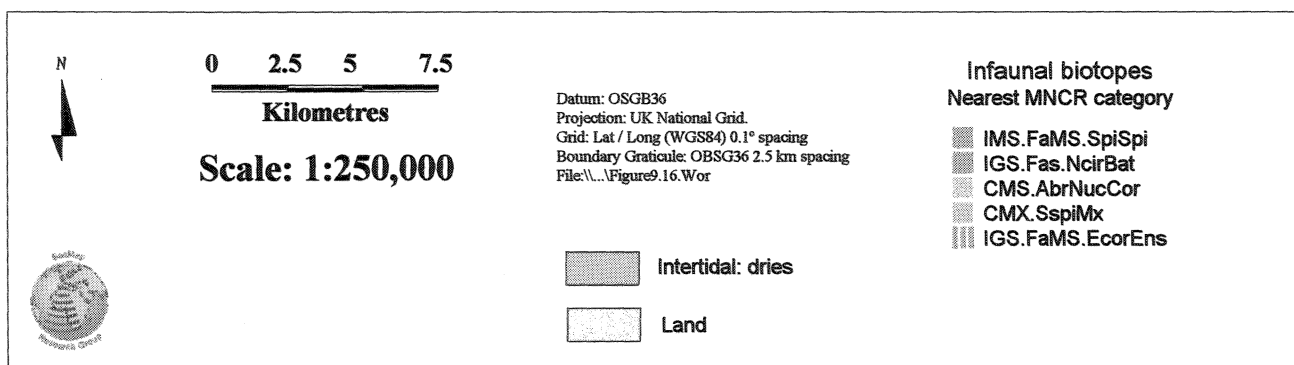 N
0 2.5 5 7.5
Kilometres
Scale: 1:250,000
Datum: OSGB36
Projection: UK National Grid.
Grid: Lat / Long (WGS84) 0.1° spacing
Boundary Graticule: OBSG36 2.5 km spacing
File:\\...\Figure9.16.Wor
Intertidal: dries
Land
Infaunal biotopes
Nearest MNCR category
IMS.FaMS.SpiSpi
IGS.Fas.NcirBat
CMS.AbrNucCor
CMX.SspiMx
IGS.FaMS.EcorEns
Research Group